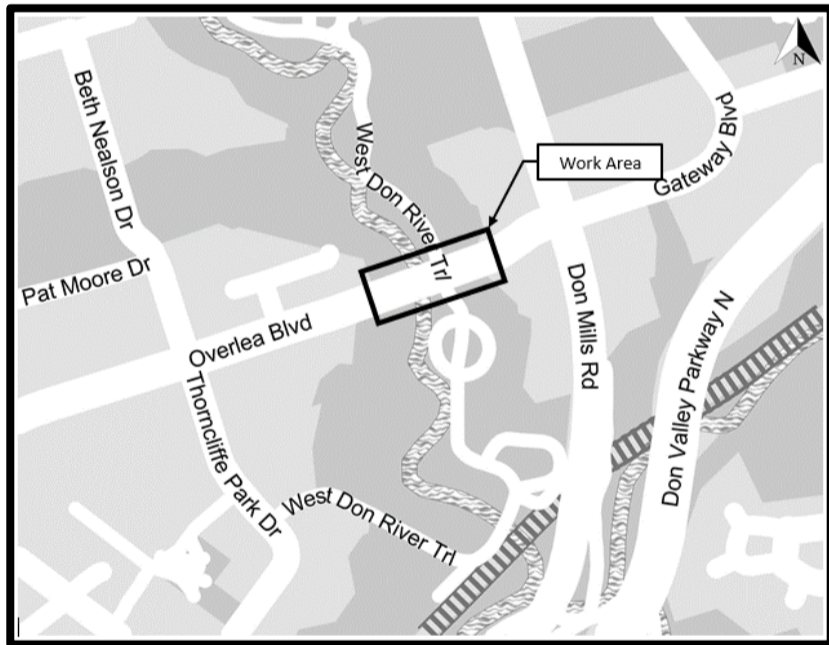 N
Beth Nealson Dr
West Don River Trl
Work Area
Gateway Blvd
Pat Moore Dr
Overlea Blvd
Don Mills Rd
Don Valley Parkway N
Thorncliffe Park Dr
West Don River Trl